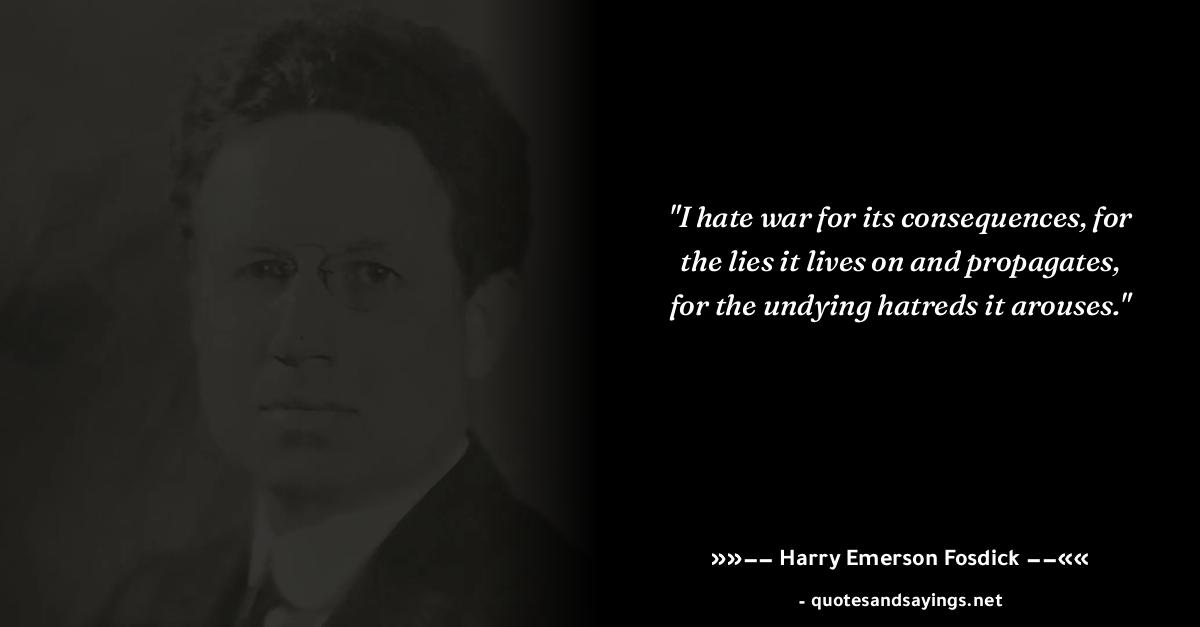 "I hate war for its consequences, for
the lies it lives on and propagates,
for the undying hatreds it arouses."
»»−− Harry Emerson Fosdick −−««
- quotesandsayings.net